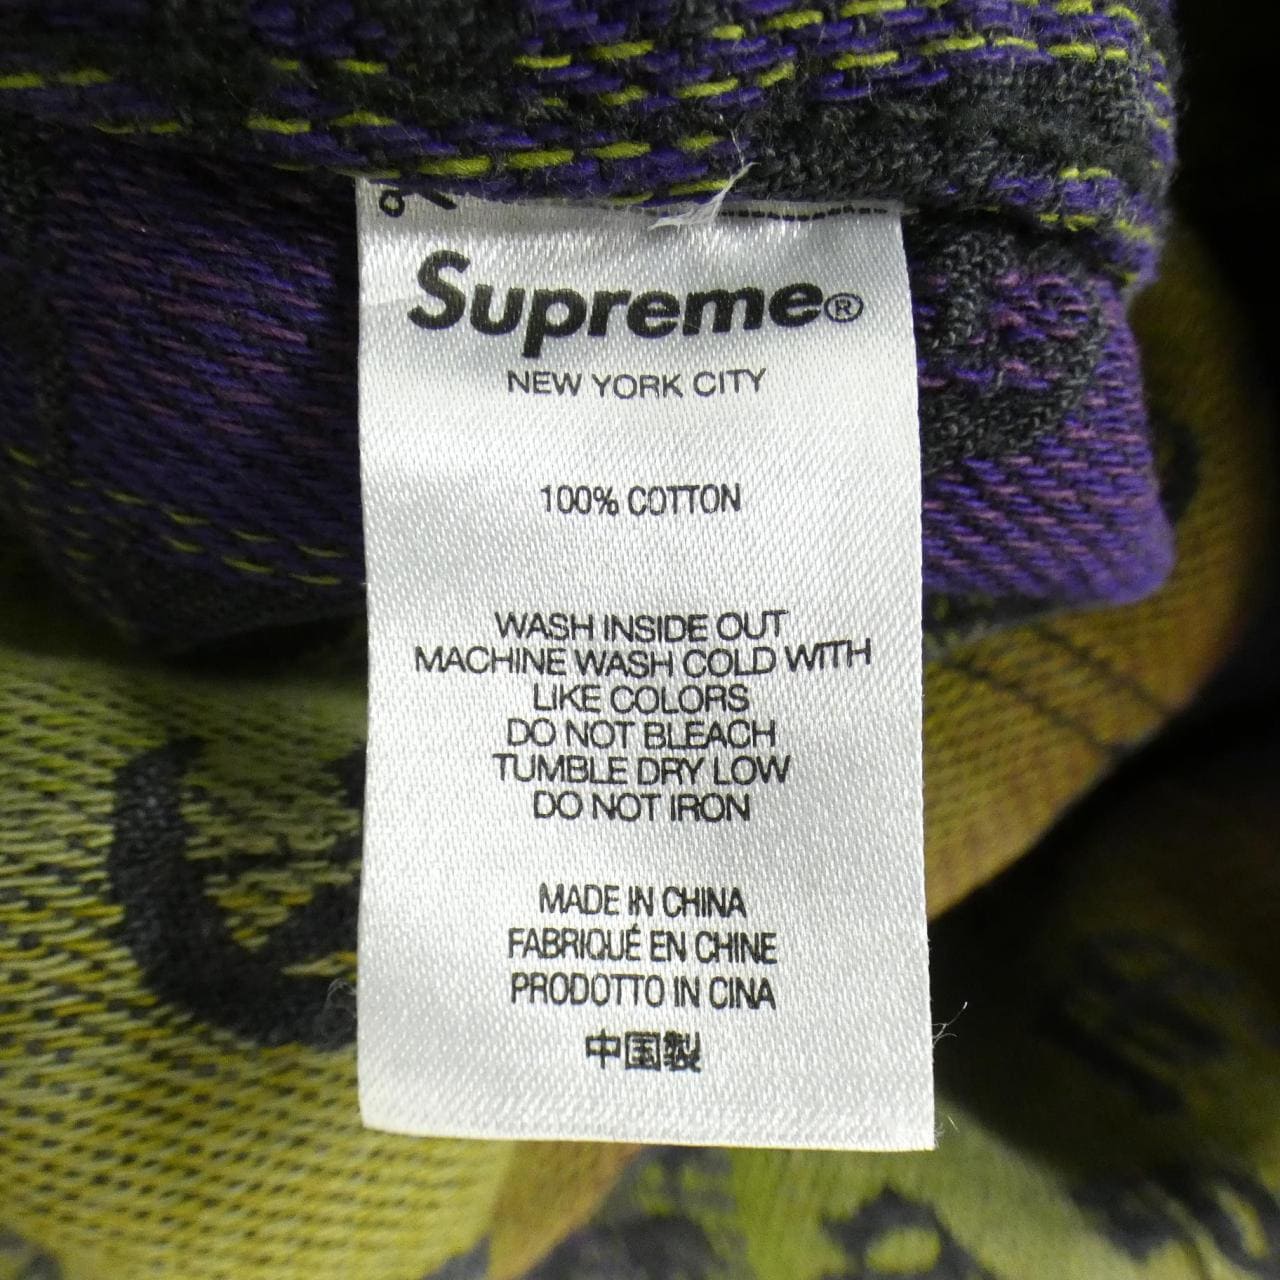 Supreme®
NEW YORK CITY
100% COTTON
WASH INSIDE OUT
MACHINE WASH COLD WITH
LIKE COLORS
DO NOT BLEACH
TUMBLE DRY LOW
DO NOT IRON
MADE IN CHINA
FABRIQUÉ EN CHINE
PRODOTTO IN CINA
中国製